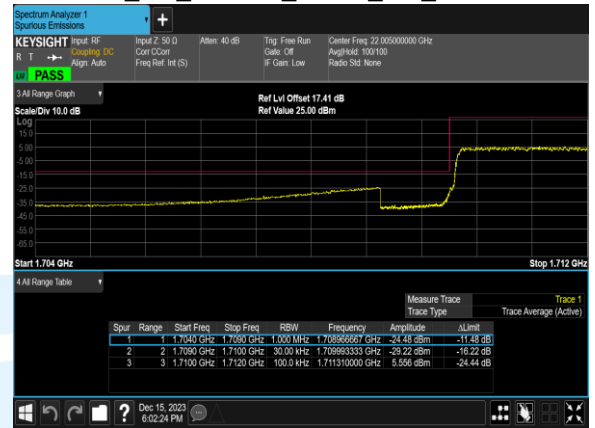 Spectrum Analyzer 1
Spurious Emissions
KEYSIGHT Input: RF Input Z: 50 Ω Atten: 40 dB Trig: Free Run Center Freq: 22.005000000 GHz
Coupling: DC Corr CCorr Gate: Off Avg|Hold: 100/100
R T Align: Auto Freq Ref: Int (S) IF Gain: Low Radio Std: None
PASS
3 All Range Graph
Ref Lvl Offset 17.41 dB
Scale/Div 10.0 dB Ref Value 25.00 dBm
Log
15.0
5.00
-5.00
-15.0
-25.0
-35.0
-45.0
-55.0
-65.0
Start 1.704 GHz Stop 1.712 GHz
4 All Range Table
Measure Trace Trace 1
Trace Type Trace Average (Active)
Spur Range Start Freq Stop Freq RBW Frequency Amplitude ΔLimit
1 1 1.7040 GHz 1.7090 GHz 1.000 MHz 1.708966667 GHz -24.48 dBm -11.48 dB
2 2 1.7090 GHz 1.7100 GHz 30.00 kHz 1.709993333 GHz -29.22 dBm -16.22 dB
3 3 1.7100 GHz 1.7120 GHz 100.0 kHz 1.711310000 GHz 5.556 dBm -24.44 dB
? Dec 15, 2023
6:02:24 PM